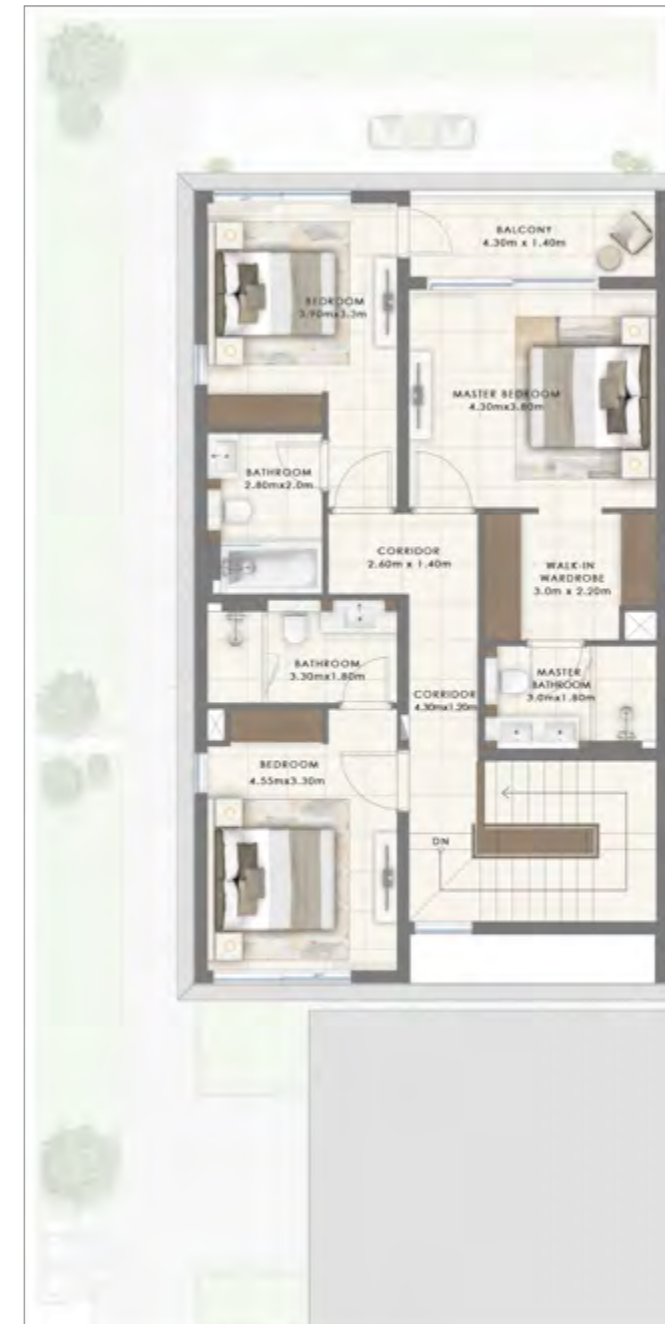 BALCONY
4.30m x 1.40m
BEDROOM
3.90mx3.3m
MASTER BEDROOM
4.30mx3.80m
BATHROOM
2.80mx2.0m
CORRIDOR
2.60m x 1.40m
WALK-IN
WARDROBE
3.0m x 2.20m
BATHROOM
3.30mx1.80m
MASTER
BATHROOM
3.0mx1.80m
CORRIDOR
4.30mx1.20m
BEDROOM
4.55mx3.30m
DN